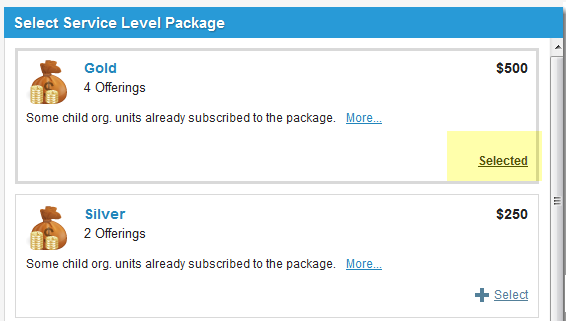 Select Service Level Package
Gold $500
4 Offerings
Some child org. units already subscribed to the package. More...
Selected
Silver $250
2 Offerings
Some child org. units already subscribed to the package. More...
Select